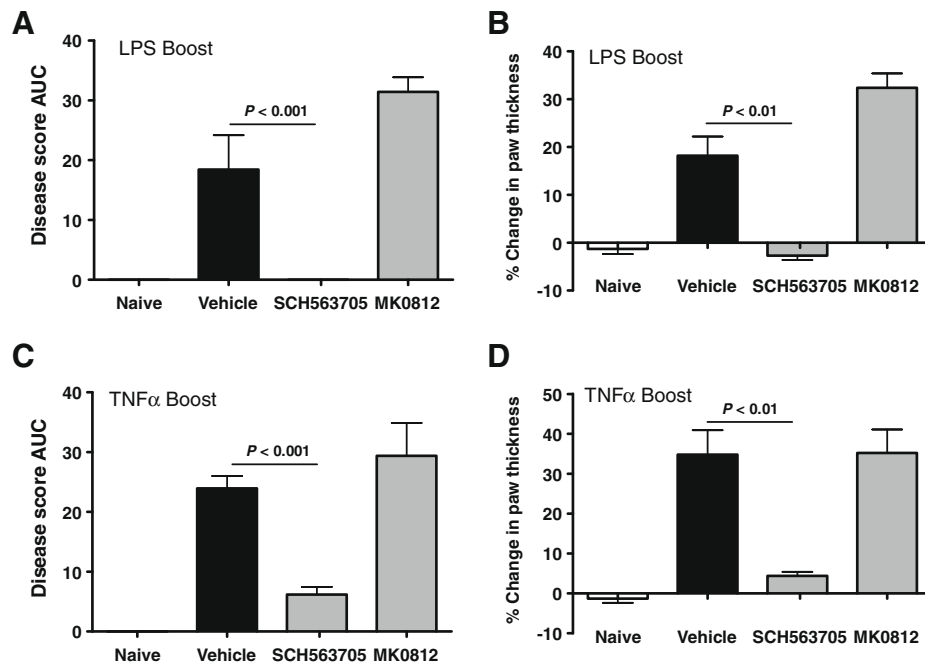 A
LPS Boost
Disease score AUC
40
30
20
10
0
P < 0.001
Naive Vehicle SCH563705 MK0812
B
LPS Boost
% Change in paw thickness
40
30
20
10
0
-10
P < 0.01
Naive Vehicle SCH563705 MK0812
C
TNFα Boost
Disease score AUC
40
30
20
10
0
P < 0.001
Naive Vehicle SCH563705 MK0812
D
TNFα Boost
% Change in paw thickness
50
40
30
20
10
0
-10
P < 0.01
Naive Vehicle SCH563705 MK0812